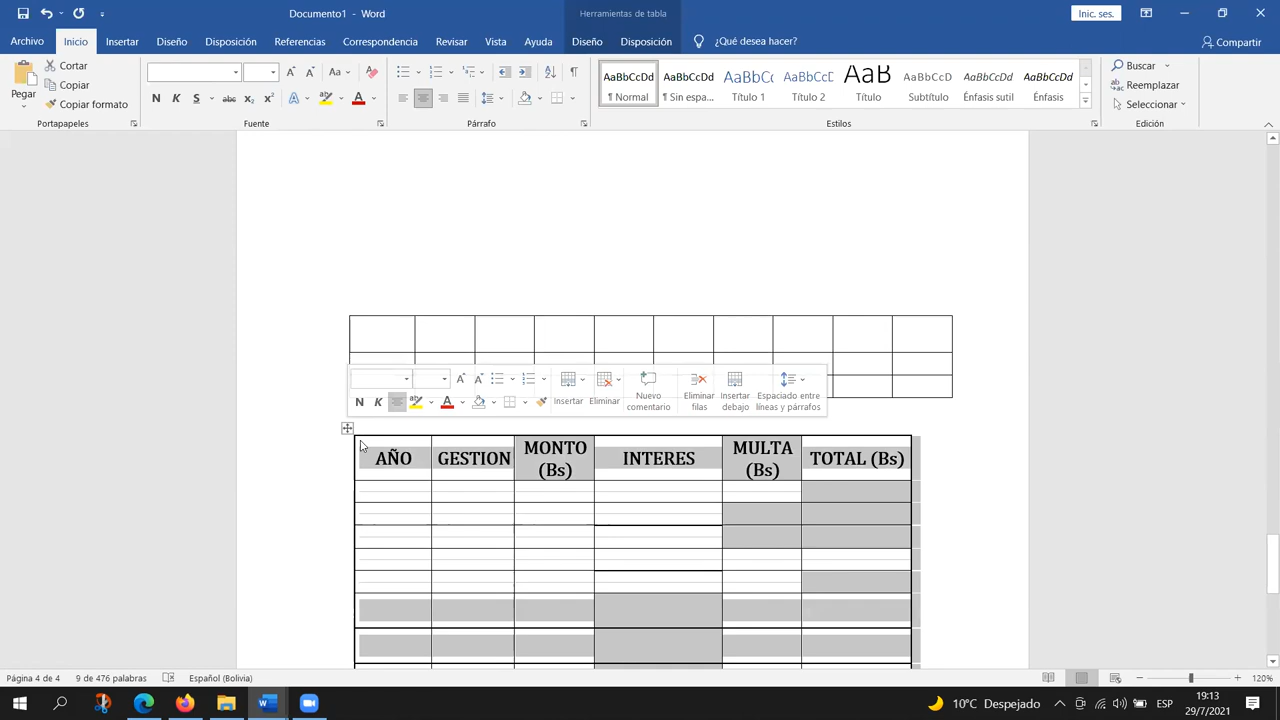 Documento1 - Word
Herramientas de tabla
Inic. ses.
Archivo Inicio Insertar Diseño Disposición Referencias Correspondencia Revisar Vista Ayuda Diseño Disposición ¿Qué desea hacer? Compartir
Pegar
Cortar
Copiar
Copiar formato
Portapapeles
Aa
N K S abc x₂ x² A A
Fuente
Párrafo
AaBbCcDd AaBbCcDd AaBbCc AaBbCcD AaB AaBbCcDd AaBbCcDd AaBbCcDd
¶ Normal ¶ Sin espa... Título 1 Título 2 Título Subtítulo Énfasis sutil Énfasis
Estilos
Buscar
Reemplazar
Seleccionar
Edición
N K A
Insertar Eliminar Nuevo comentario Eliminar filas Insertar debajo Espaciado entre líneas y párrafos
AÑO GESTION MONTO (Bs) INTERES MULTA (Bs) TOTAL (Bs)
Página 4 de 4 9 de 476 palabras Español (Bolivia) 120%
10°C Despejado ESP 19:13
29/7/2021